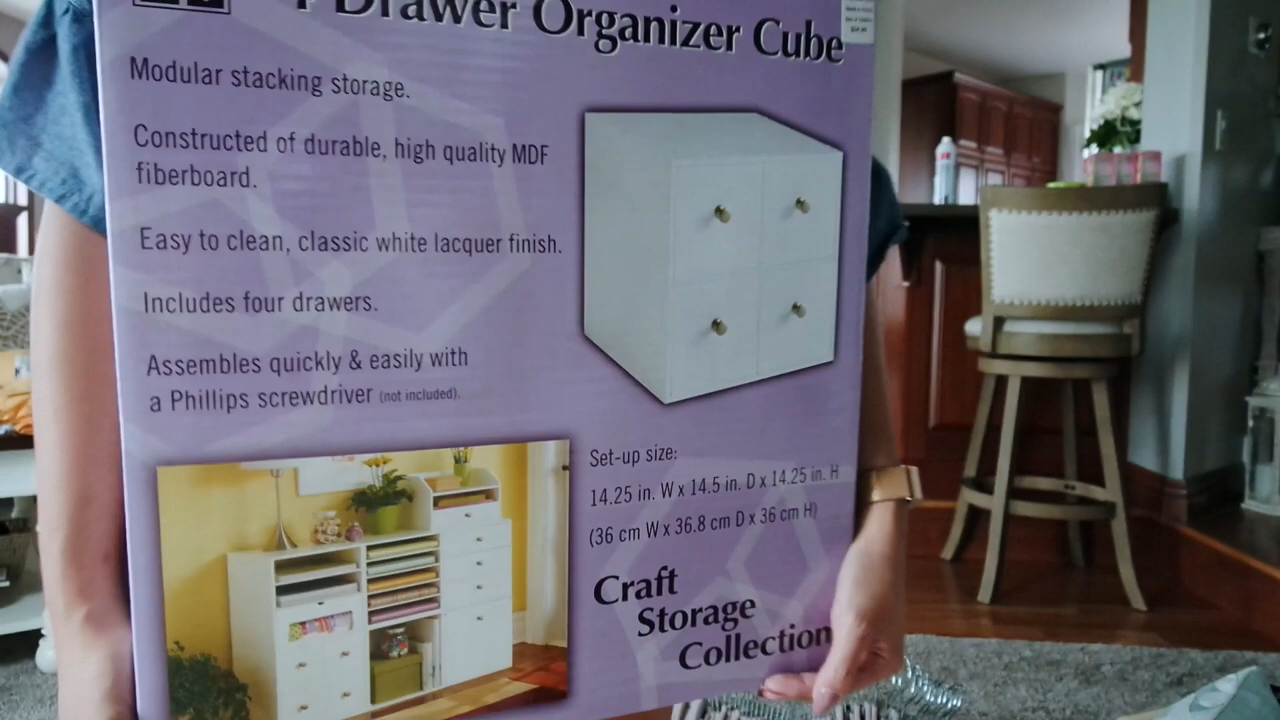 4 Drawer Organizer Cube
Modular stacking storage.
Constructed of durable, high quality MDF
fiberboard.
Easy to clean, classic white lacquer finish.
Includes four drawers.
Assembles quickly & easily with
a Phillips screwdriver (not included).
Set-up size:
14.25 in. W x 14.5 in. D x 14.25 in. H
(36 cm W x 36.8 cm D x 36 cm H)
Craft
Storage
Collection